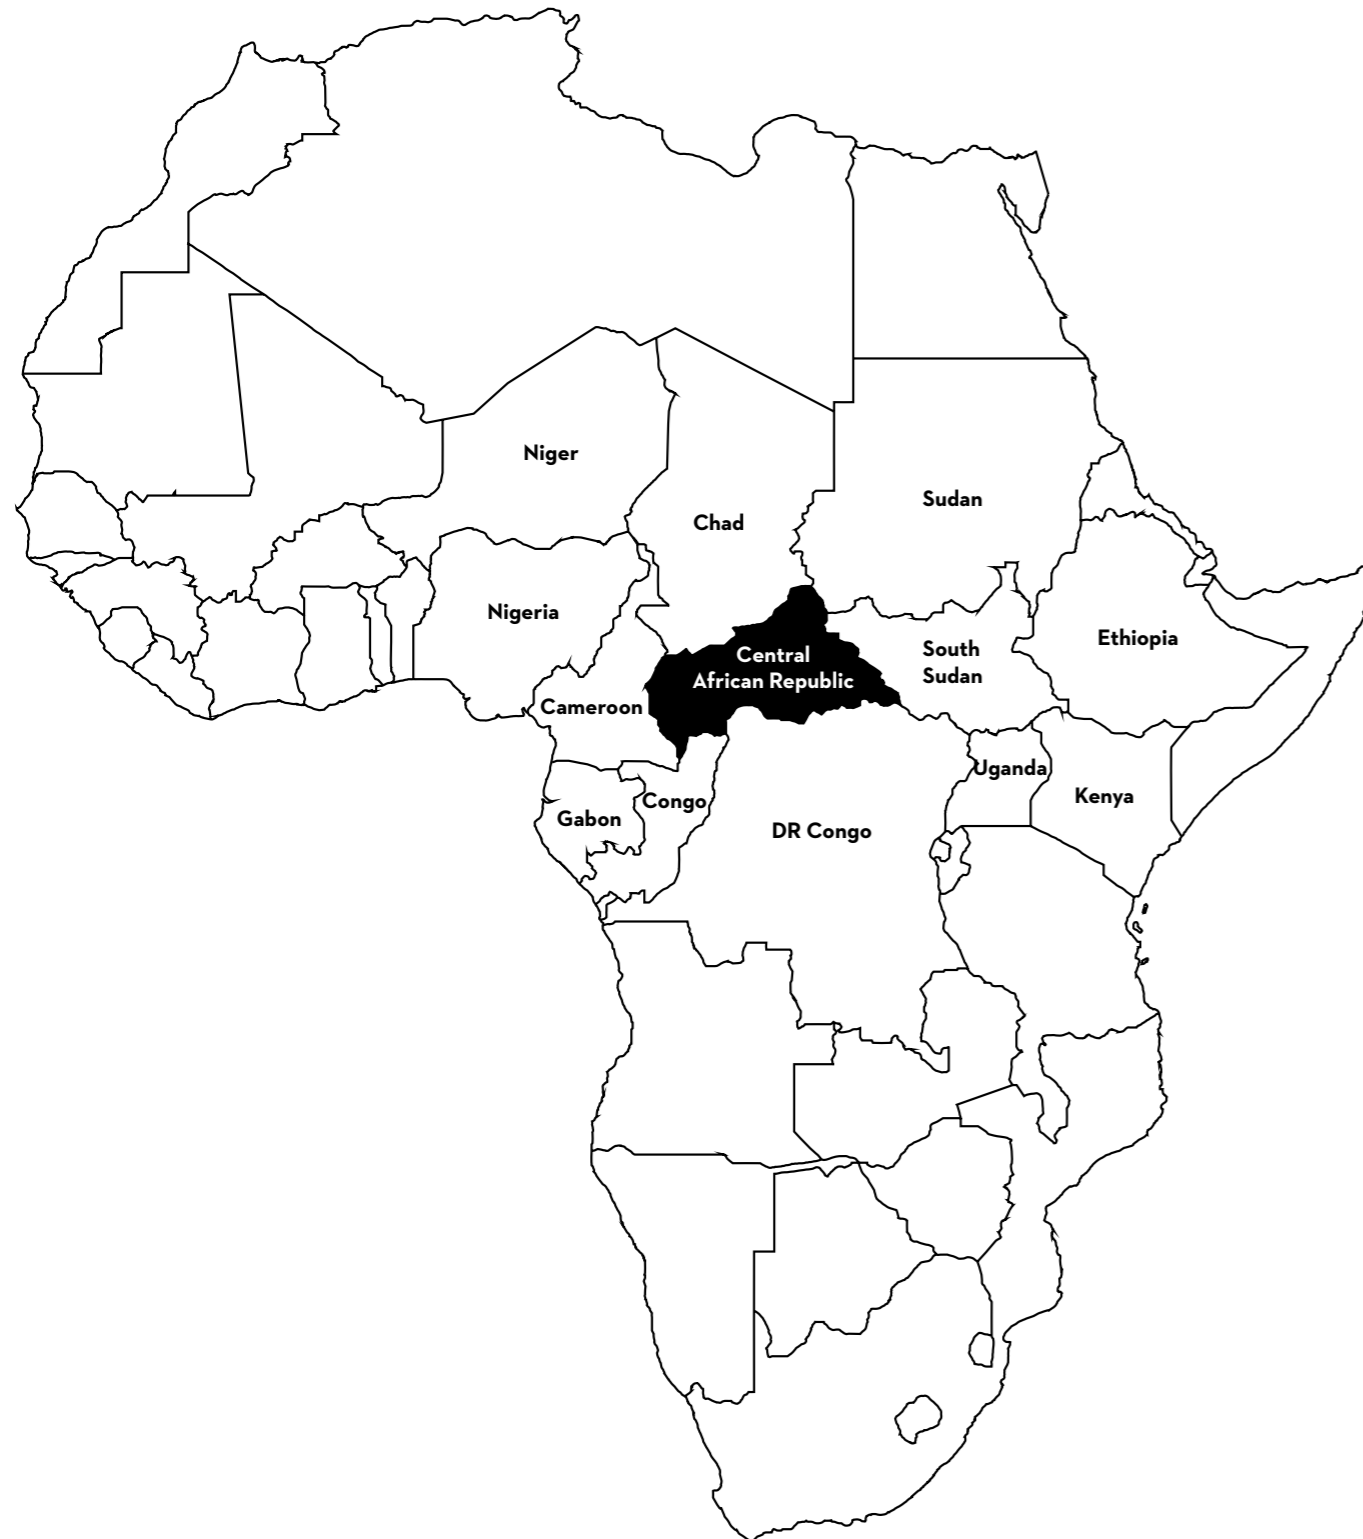 Niger
Chad
Sudan
Nigeria
Ethiopia
South
Sudan
Central
African Republic
Cameroon
Uganda
Kenya
Congo
Gabon
DR Congo